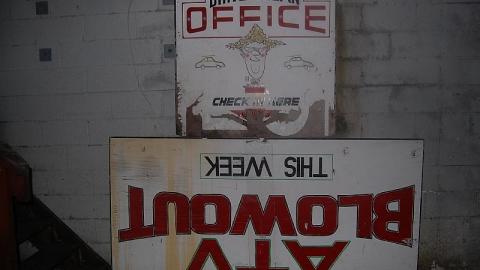 OFFICE
CHECK IN HERE
ATV
BLOWOUT
THIS WEEK